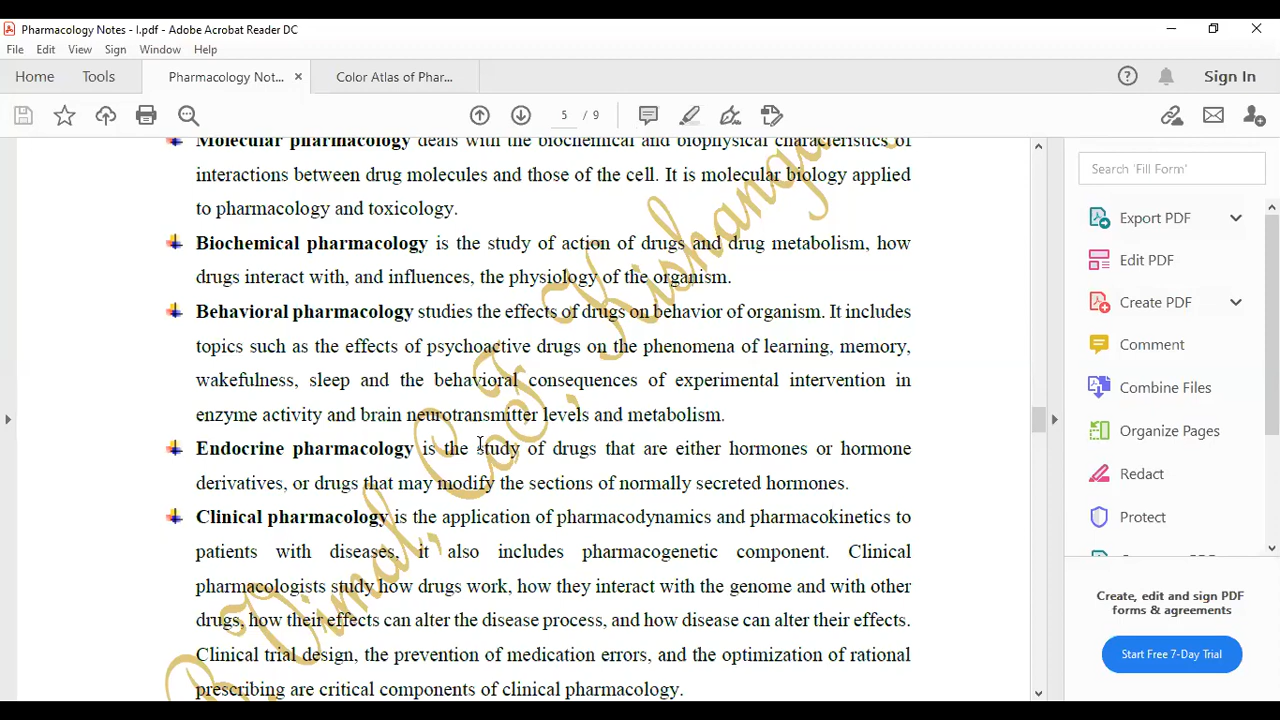 Pharmacology Notes - I.pdf - Adobe Acrobat Reader DC
File Edit View Sign Window Help
Home Tools Pharmacology Not... × Color Atlas of Phar... Sign In
5 / 9
Molecular pharmacology deals with the biochemical and biophysical characteristics of
interactions between drug molecules and those of the cell. It is molecular biology applied
to pharmacology and toxicology.
Biochemical pharmacology is the study of action of drugs and drug metabolism, how
drugs interact with, and influences, the physiology of the organism.
Behavioral pharmacology studies the effects of drugs on behavior of organism. It includes
topics such as the effects of psychoactive drugs on the phenomena of learning, memory,
wakefulness, sleep and the behavioral consequences of experimental intervention in
enzyme activity and brain neurotransmitter levels and metabolism.
Endocrine pharmacology is the study of drugs that are either hormones or hormone
derivatives, or drugs that may modify the sections of normally secreted hormones.
Clinical pharmacology is the application of pharmacodynamics and pharmacokinetics to
patients with diseases, it also includes pharmacogenetic component. Clinical
pharmacologists study how drugs work, how they interact with the genome and with other
drugs, how their effects can alter the disease process, and how disease can alter their effects.
Clinical trial design, the prevention of medication errors, and the optimization of rational
prescribing are critical components of clinical pharmacology.
Vimal, CoF,
Search 'Fill Form'
Export PDF
Edit PDF
Create PDF
Comment
Combine Files
Organize Pages
Redact
Protect
Create, edit and sign PDF
forms & agreements
Start Free 7-Day Trial